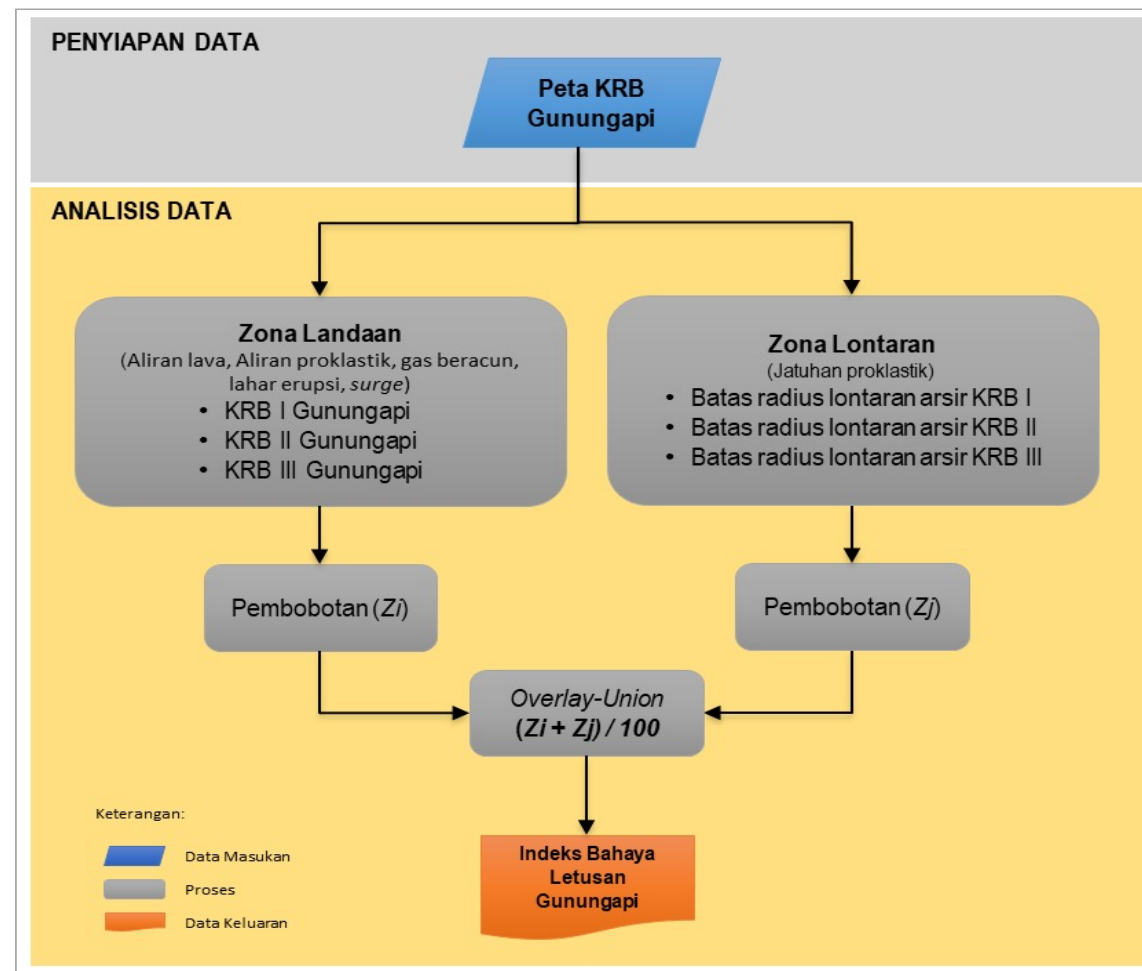 PENYIAPAN DATA
Peta KRB
Gunungapi
ANALISIS DATA
Zona Landaan
(Aliran lava, Aliran proklastik, gas beracun,
lahar erupsi, surge)
• KRB I Gunungapi
• KRB II Gunungapi
• KRB III Gunungapi
Zona Lontaran
(Jatuhan proklastik)
• Batas radius lontaran arsir KRB I
• Batas radius lontaran arsir KRB II
• Batas radius lontaran arsir KRB III
Pembobotan (Zi)
Pembobotan (Zj)
Overlay-Union
(Zi + Zj) / 100
Indeks Bahaya
Letusan
Gunungapi
Keterangan:
Data Masukan
Proses
Data Keluaran